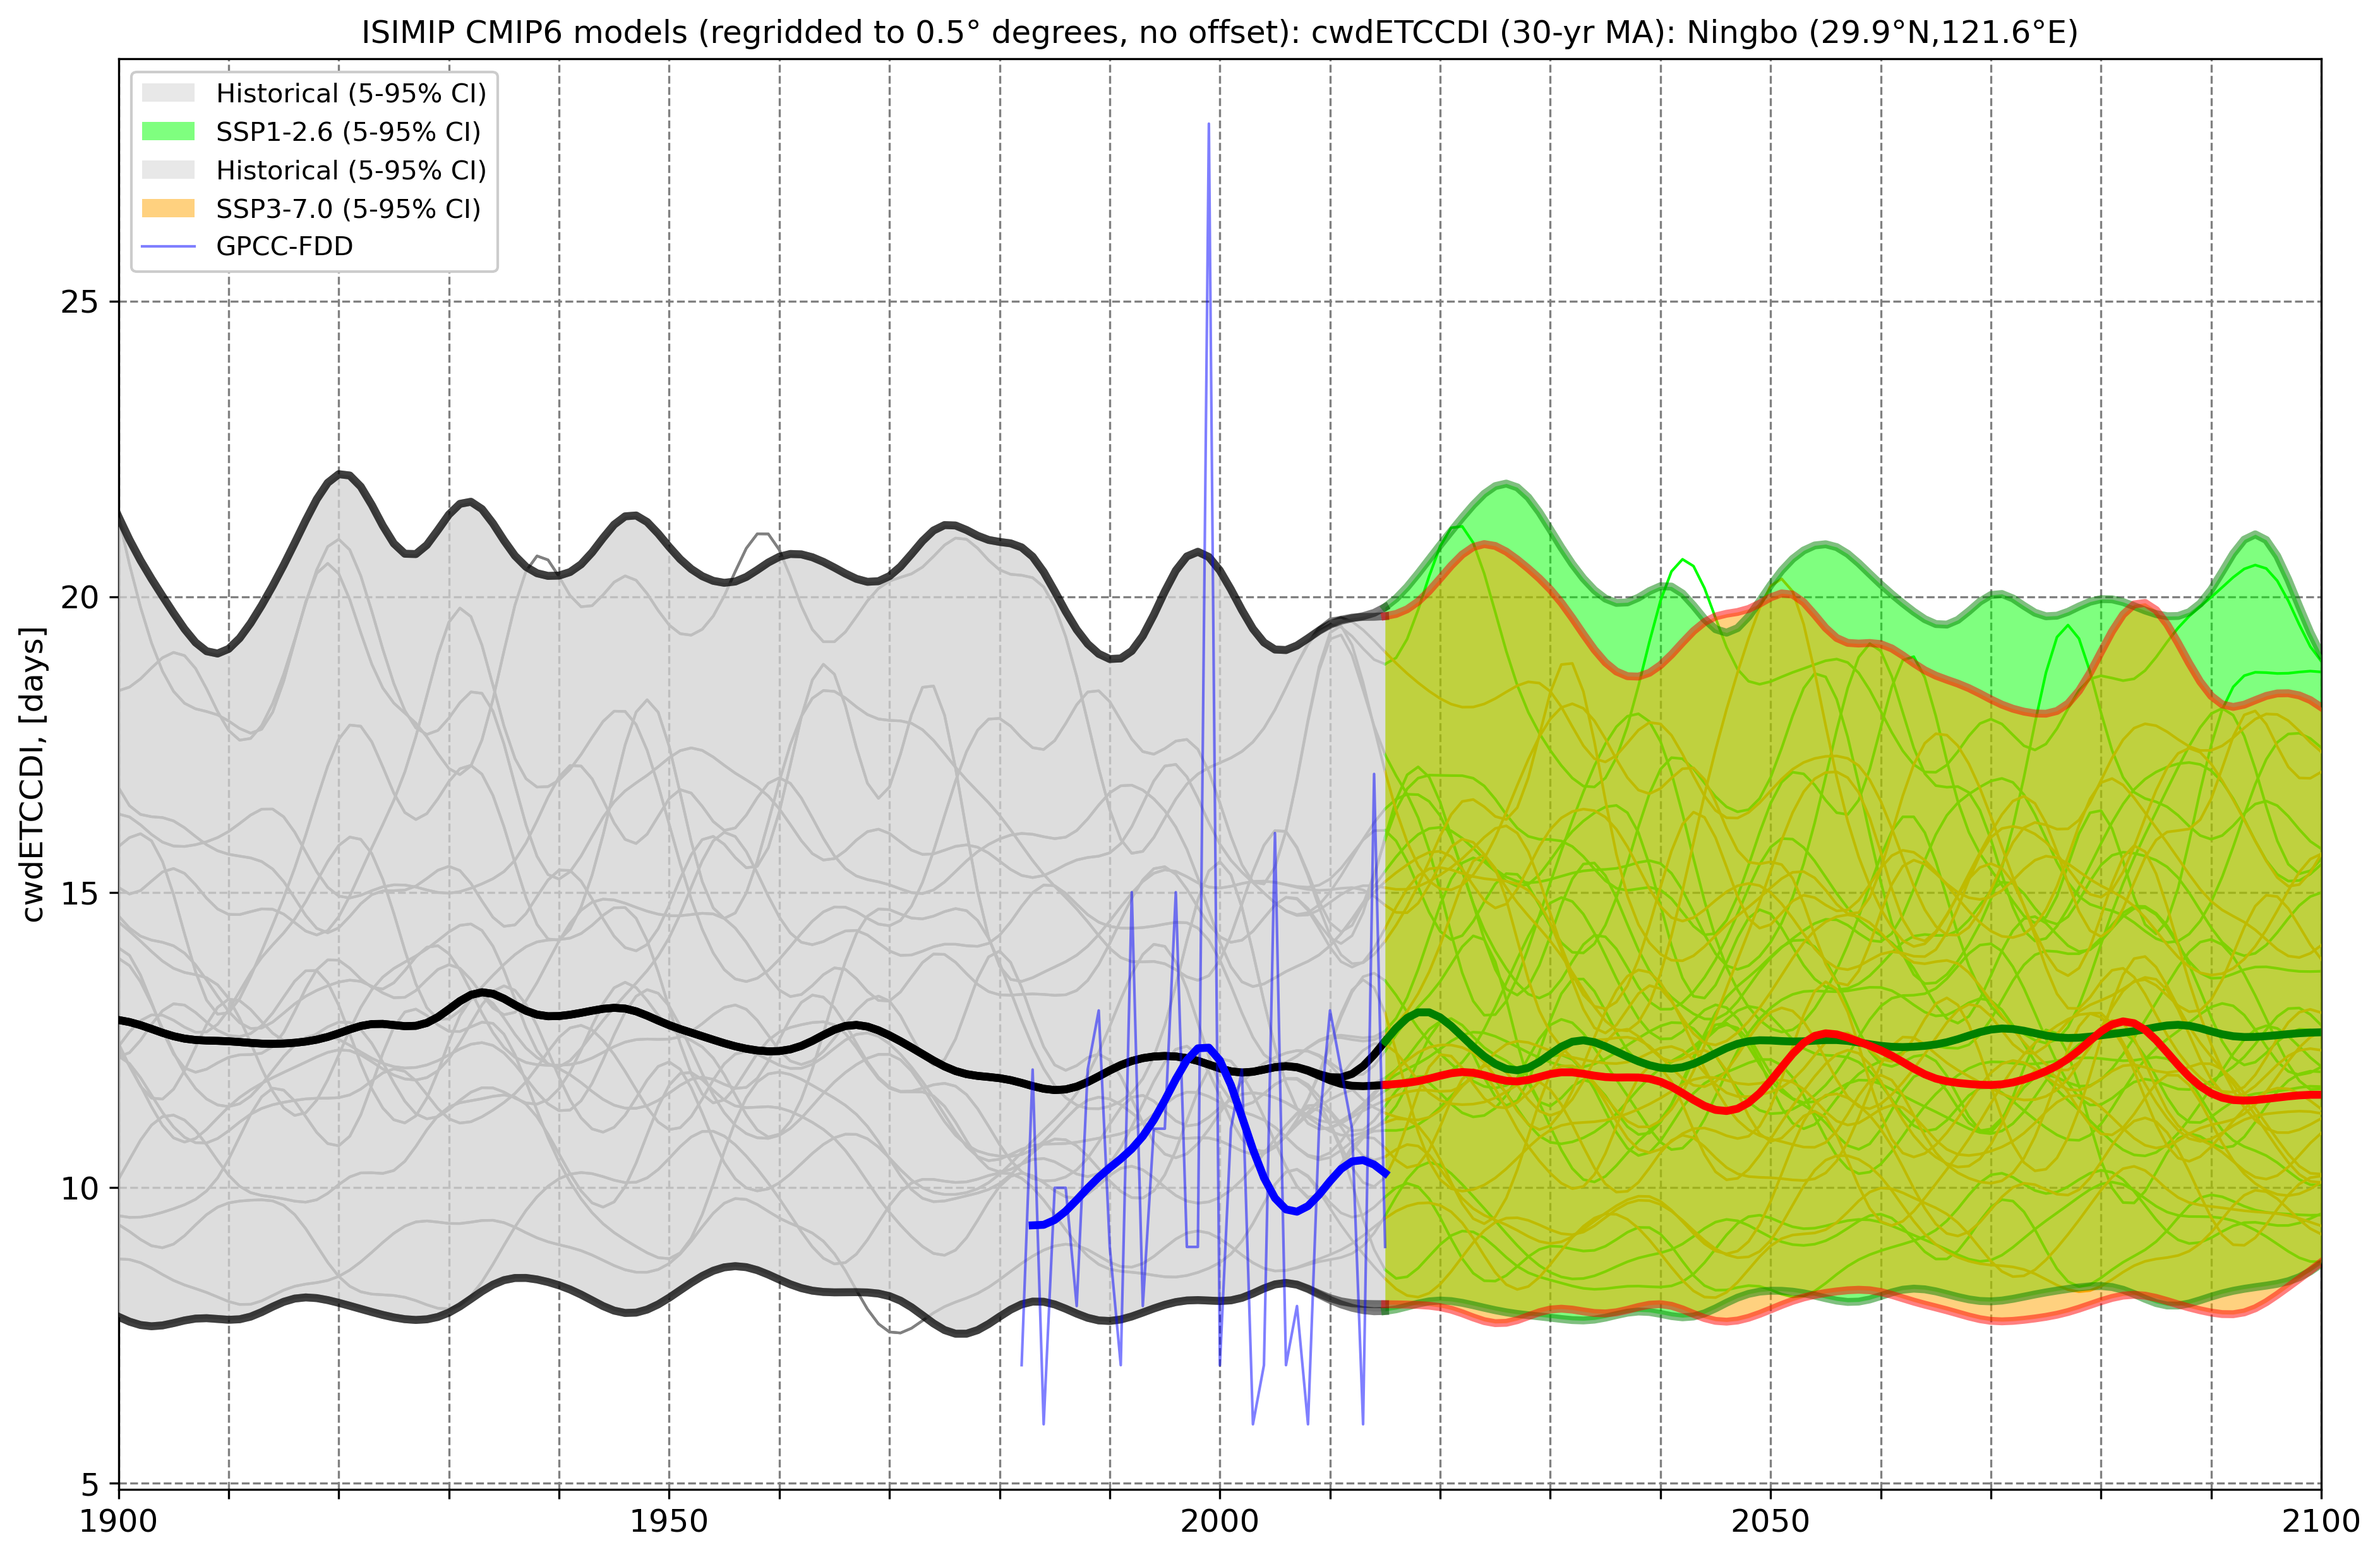 ISIMIP CMIP6 models (regridded to 0.5° degrees, no offset): cwdETCCDI (30-yr MA): Ningbo (29.9°N,121.6°E)
Historical (5-95% CI)
SSP1-2.6 (5-95% CI)
Historical (5-95% CI)
SSP3-7.0 (5-95% CI)
GPCC-FDD
cwdETCCDI, [days]
25
20
15
10
5
1900
1950
2000
2050
2100